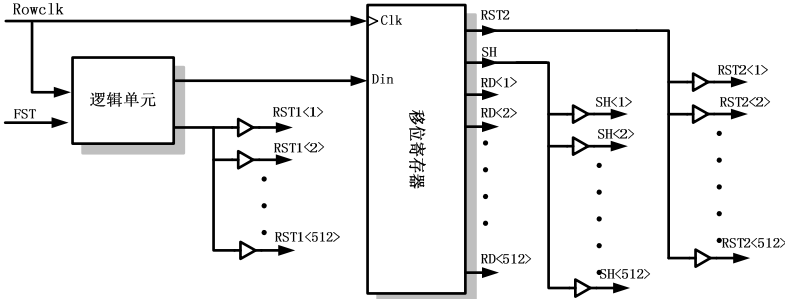 Rowclk
FST
逻辑单元
RST1<1>
RST1<2>
RST1<512>
Clk
Din
移位寄存器
RST2
SH
RD<1>
RD<2>
RD<512>
SH<1>
SH<2>
SH<512>
RST2<1>
RST2<2>
RST2<512>